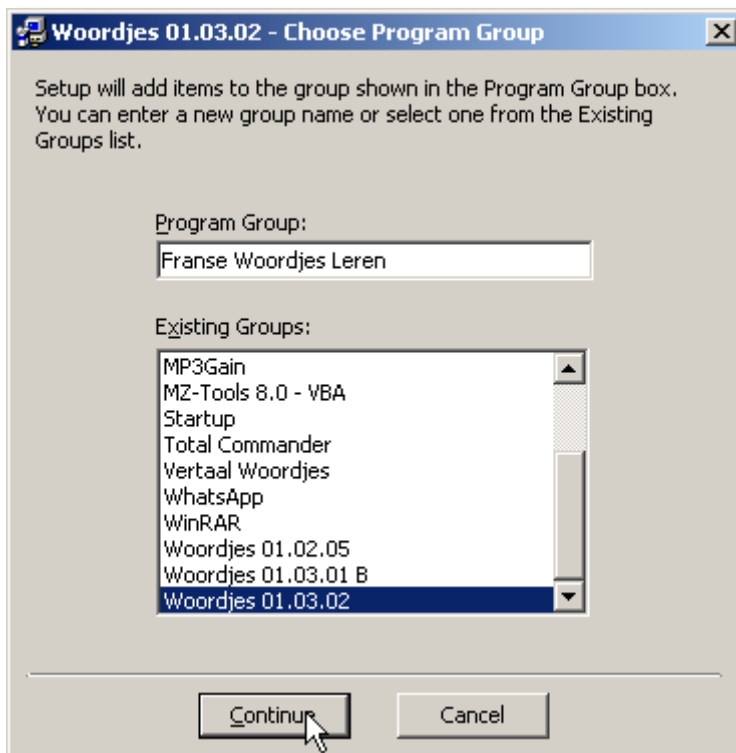 Woordjes 01.03.02 - Choose Program Group
Setup will add items to the group shown in the Program Group box.
You can enter a new group name or select one from the Existing
Groups list.
Program Group:
Franse Woordjes Leren
Existing Groups:
MP3Gain
MZ-Tools 8.0 - VBA
Startup
Total Commander
Vertaal Woordjes
WhatsApp
WinRAR
Woordjes 01.02.05
Woordjes 01.03.01 B
Woordjes 01.03.02
Continue Cancel